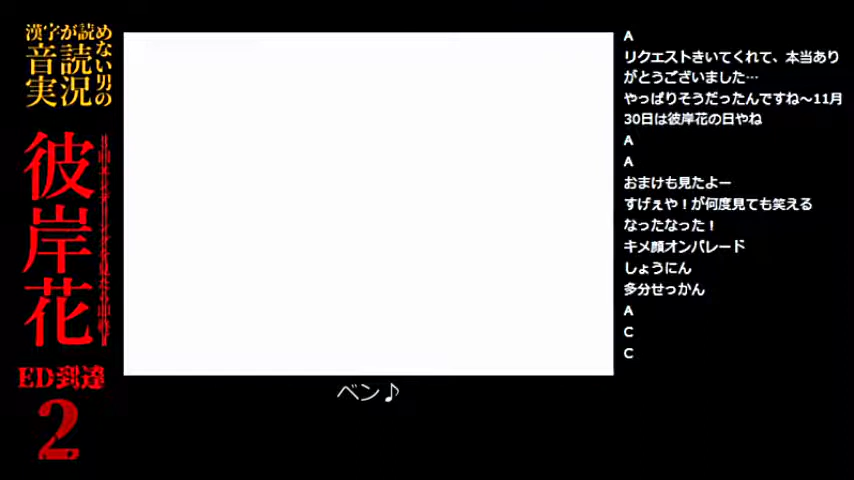 漢字が読め
ない男の
音読
実況
彼岸花
ED到達
2
ベン♪
A
リクエストきいてくれて、本当あり
がとうございました…
やっぱりそうだったんですね～11月
30日は彼岸花の日やね
A
A
おまけも見たよー
すげぇや！が何度見ても笑える
なったなった！
キメ顔オンパレード
しょうにん
多分せっかん
A
C
C